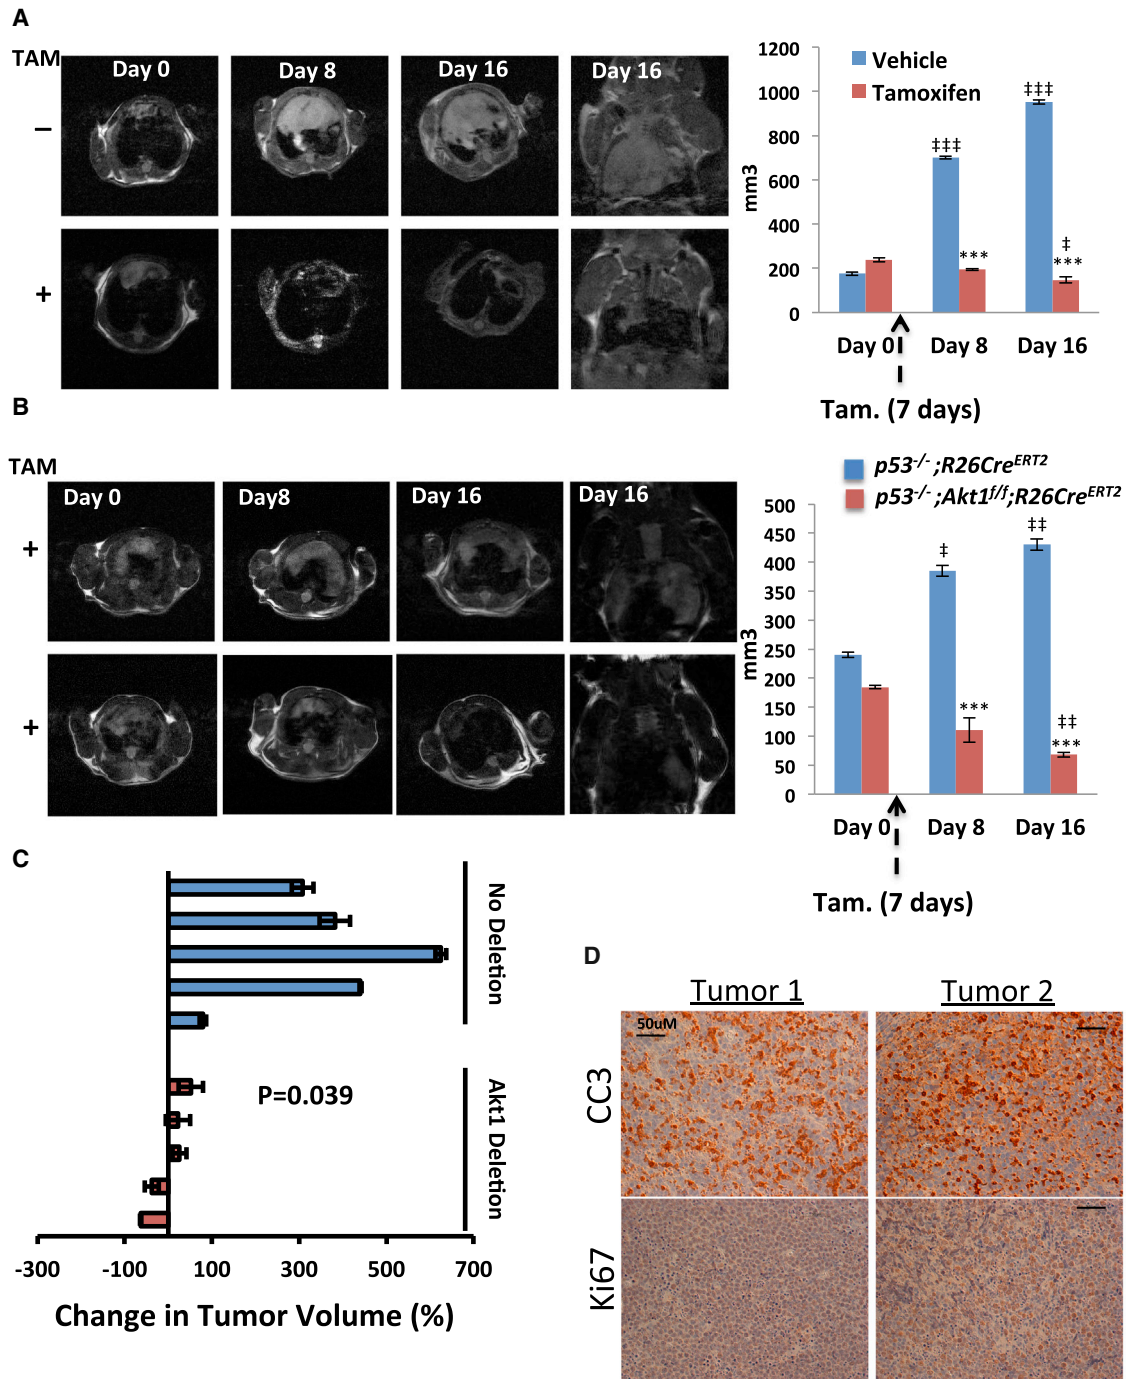 A
TAM
Day 0
Day 8
Day 16
Day 16
−
+
1200
1000
800
600
400
200
0
mm3
Vehicle
Tamoxifen
‡‡‡
***
‡‡‡
‡
***
Day 0
Day 8
Day 16
Tam. (7 days)
B
TAM
Day 0
Day8
Day 16
Day 16
+
+
p53-/- ;R26CreERT2
p53-/- ;Akt1f/f;R26CreERT2
500
450
400
350
300
250
200
150
100
50
0
mm3
‡
***
‡‡
‡‡
***
Day 0
Day 8
Day 16
Tam. (7 days)
C
No Deletion
Akt1 Deletion
P=0.039
-300
-100
100
300
500
700
Change in Tumor Volume (%)
D
Tumor 1
Tumor 2
50uM
CC3
Ki67